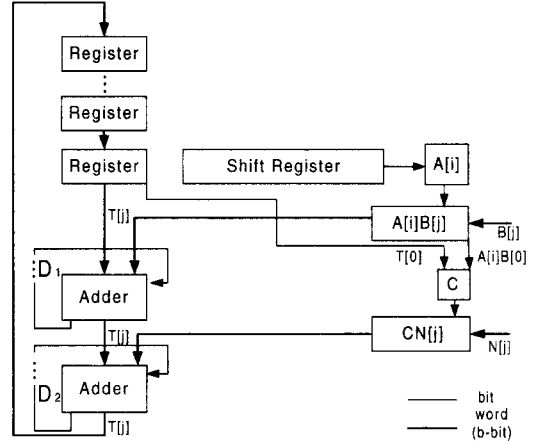 Register
Register
Register
Shift Register
A[i]
T[j]
A[i]B[j]
B[j]
T[0]
A[i]B[0]
D1
Adder
C
T[j]
CN[j]
N[j]
D2
Adder
T[j]
bit
word
(b-bit)